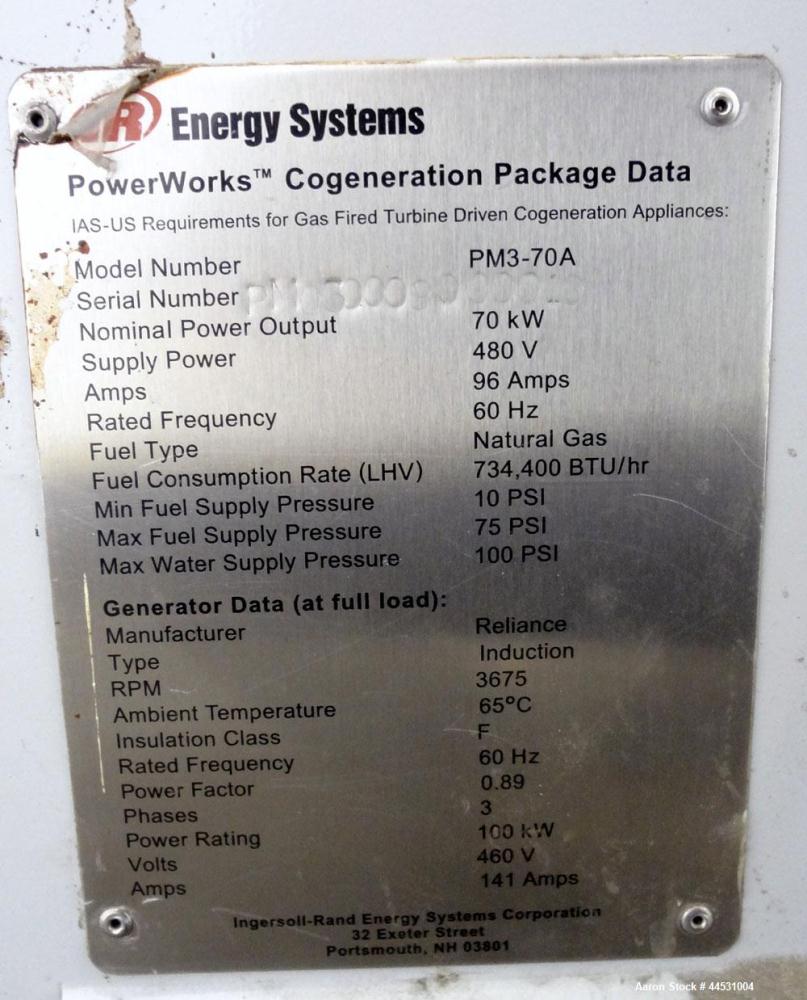 R Energy Systems
PowerWorks™ Cogeneration Package Data
IAS-US Requirements for Gas Fired Turbine Driven Cogeneration Appliances:
Model Number PM3-70A
Serial Number
Nominal Power Output 70 kW
Supply Power 480 V
Amps 96 Amps
Rated Frequency 60 Hz
Fuel Type Natural Gas
Fuel Consumption Rate (LHV) 734,400 BTU/hr
Min Fuel Supply Pressure 10 PSI
Max Fuel Supply Pressure 75 PSI
Max Water Supply Pressure 100 PSI
Generator Data (at full load):
Manufacturer Reliance
Type Induction
RPM 3675
Ambient Temperature 65°C
Insulation Class F
Rated Frequency 60 Hz
Power Factor 0.89
Phases 3
Power Rating 100 kW
Volts 460 V
Amps 141 Amps
Ingersoll-Rand Energy Systems Corporation
32 Exeter Street
Portsmouth, NH 03801
Aaron Stock # 44531004